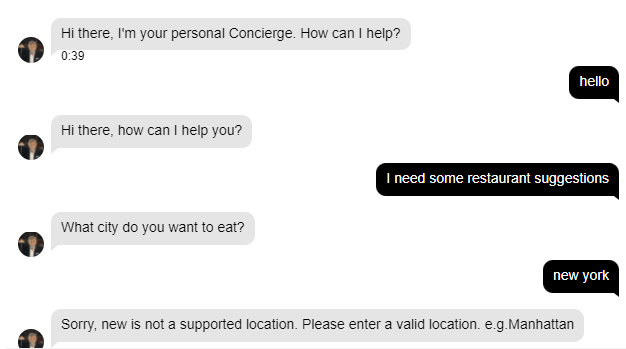 Hi there, I'm your personal Concierge. How can I help?
0:39
hello
Hi there, how can I help you?
I need some restaurant suggestions
What city do you want to eat?
new york
Sorry, new is not a supported location. Please enter a valid location. e.g.Manhattan